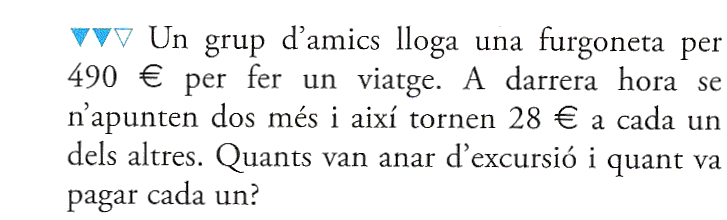 Un grup d'amics lloga una furgoneta per
490 € per fer un viatge. A darrera hora se
n'apunten dos més i així tornen 28 € a cada un
dels altres. Quants van anar d'excursió i quant va
pagar cada un?